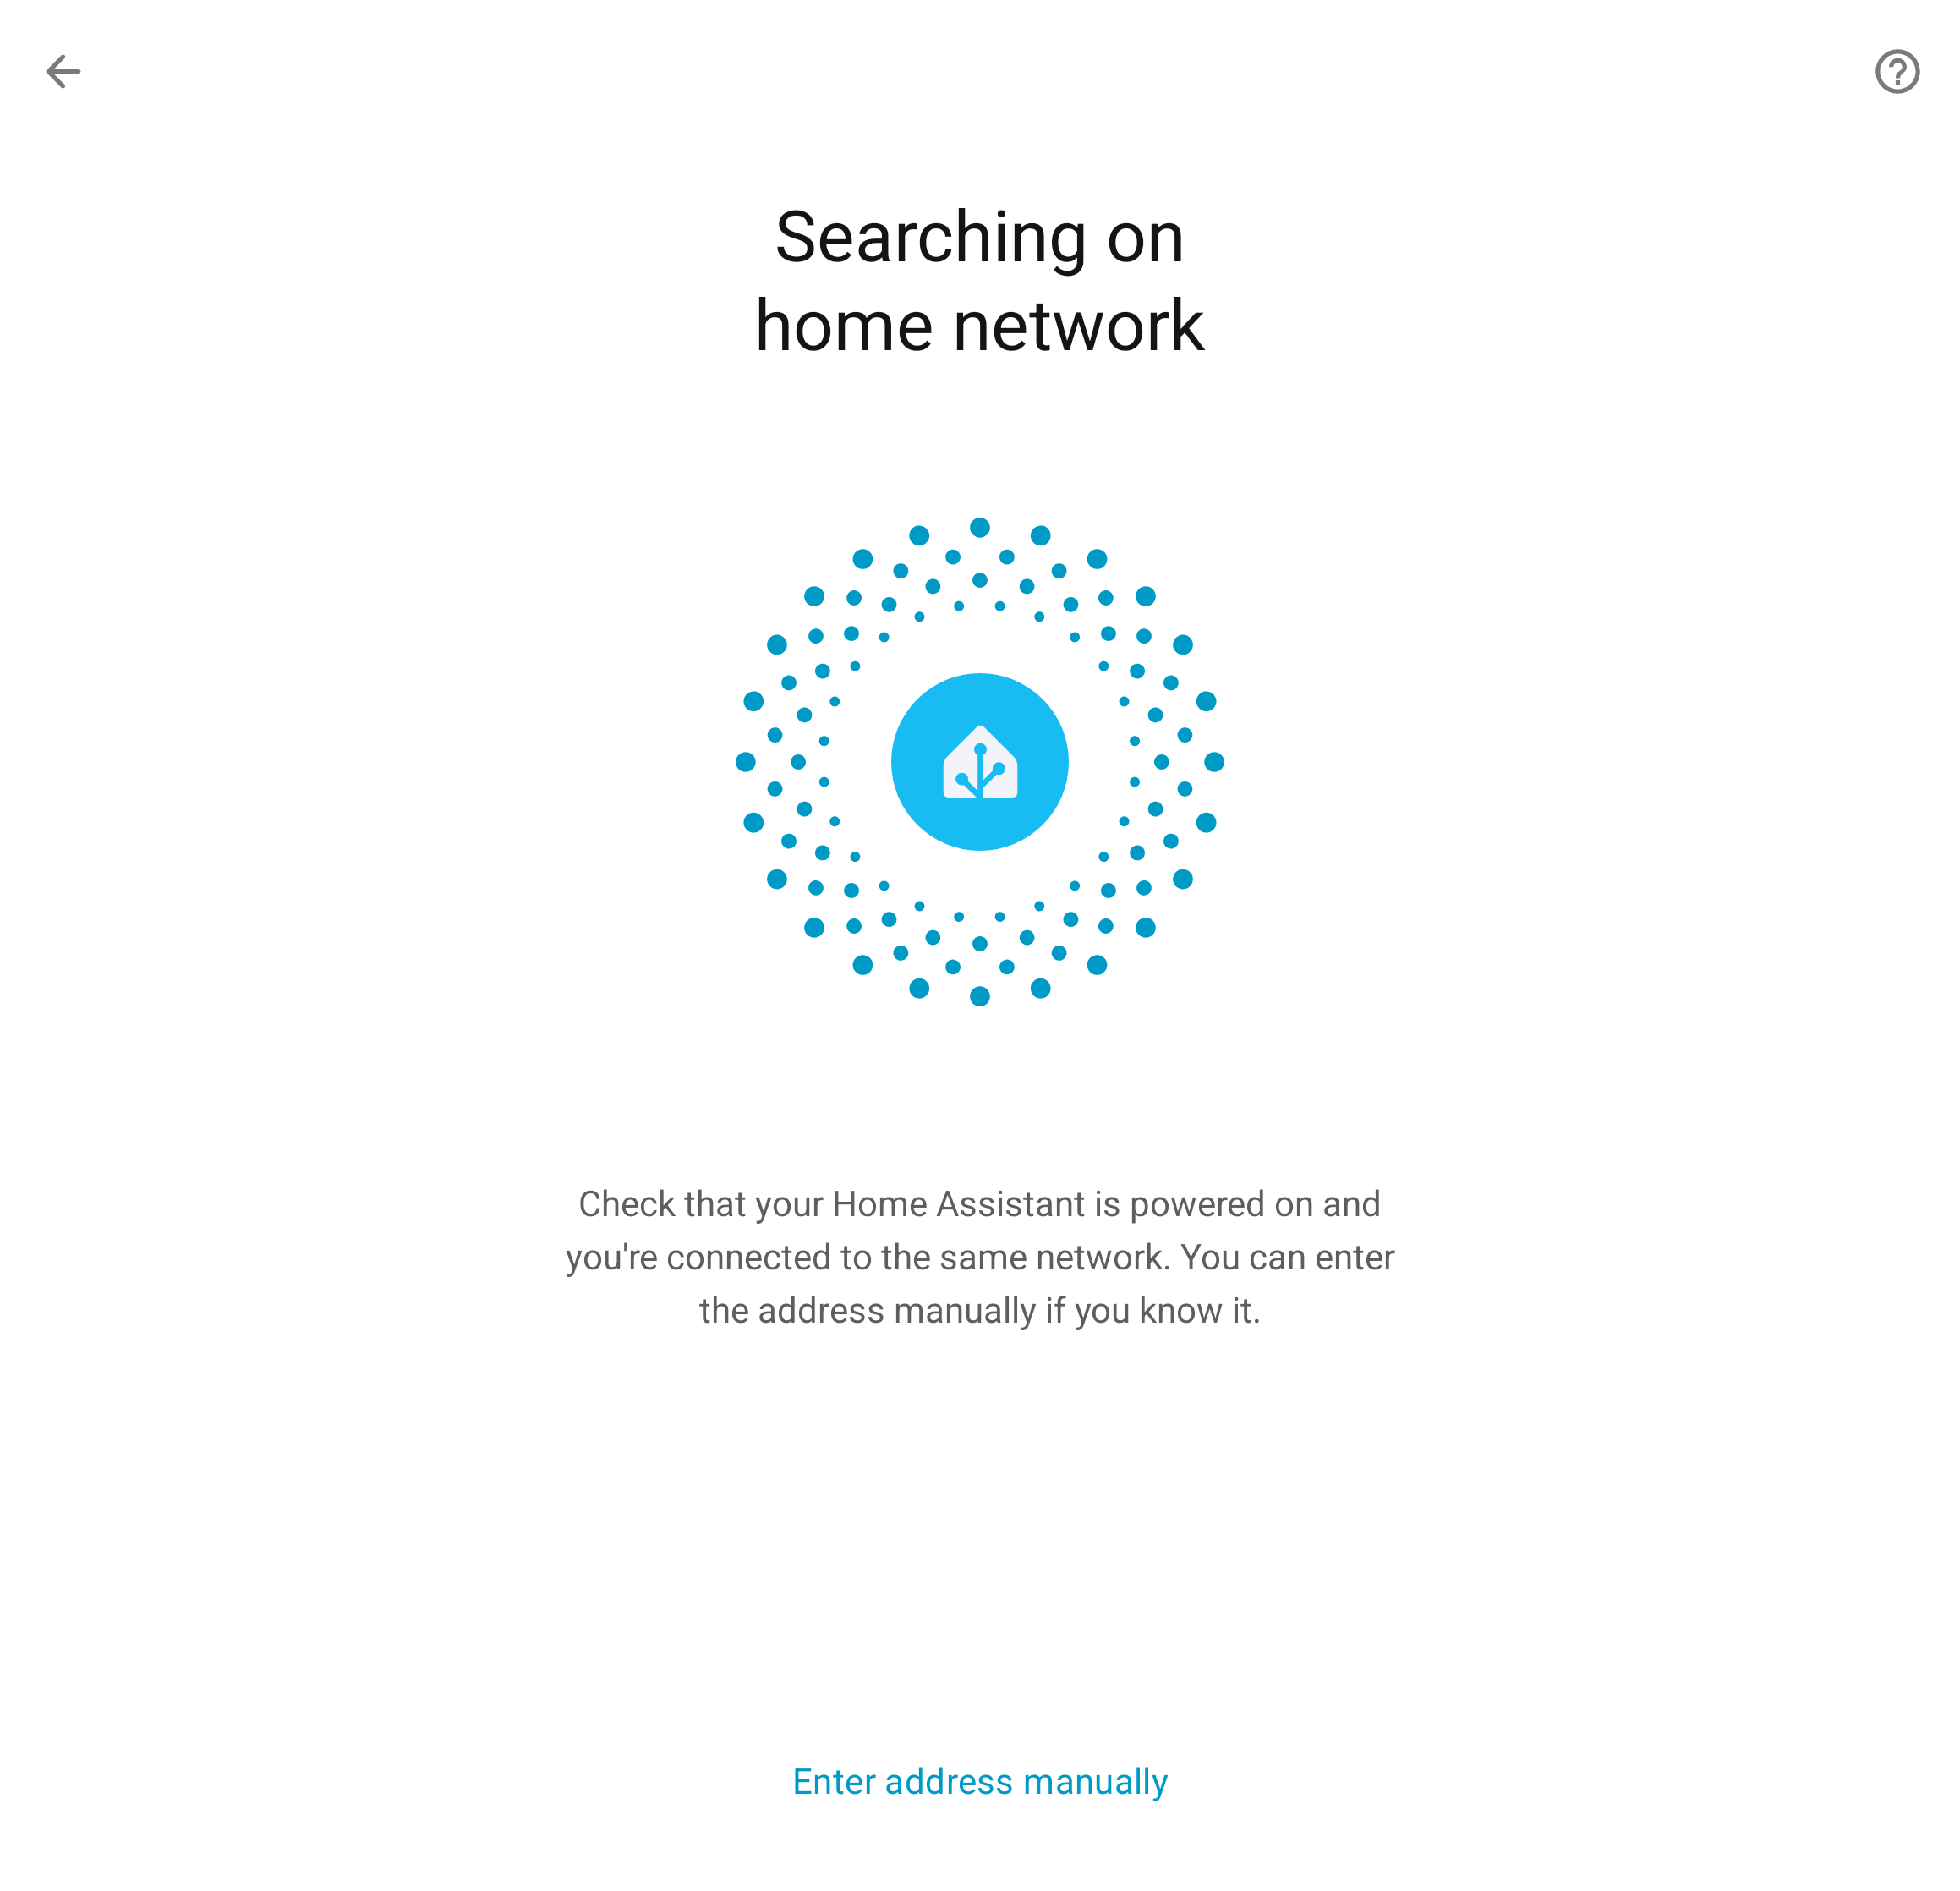 Searching on
home network
Check that your Home Assistant is powered on and
you're connected to the same network. You can enter
the address manually if you know it.
Enter address manually